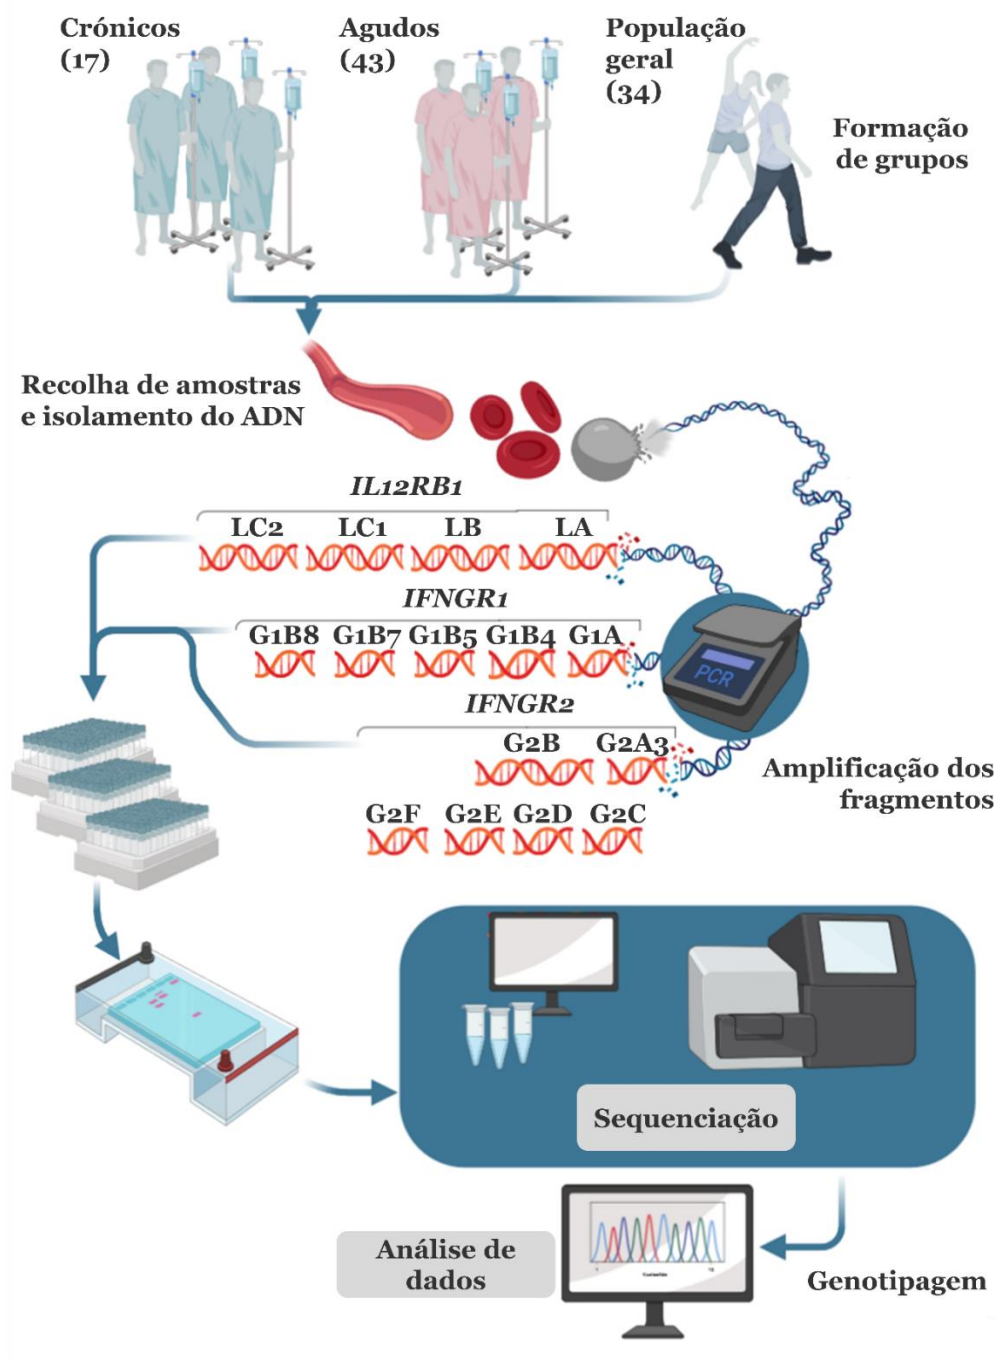 Crónicos
(17)
Agudos
(43)
População
geral
(34)
Formação
de grupos
Recolha de amostras
e isolamento do ADN
IL12RB1
LC2 LC1 LB LA
IFNGR1
G1B8 G1B7 G1B5 G1B4 G1A
PCR
IFNGR2
G2B G2A3
Amplificação dos
fragmentos
G2F G2E G2D G2C
Sequenciação
Análise de
dados
Genotipagem